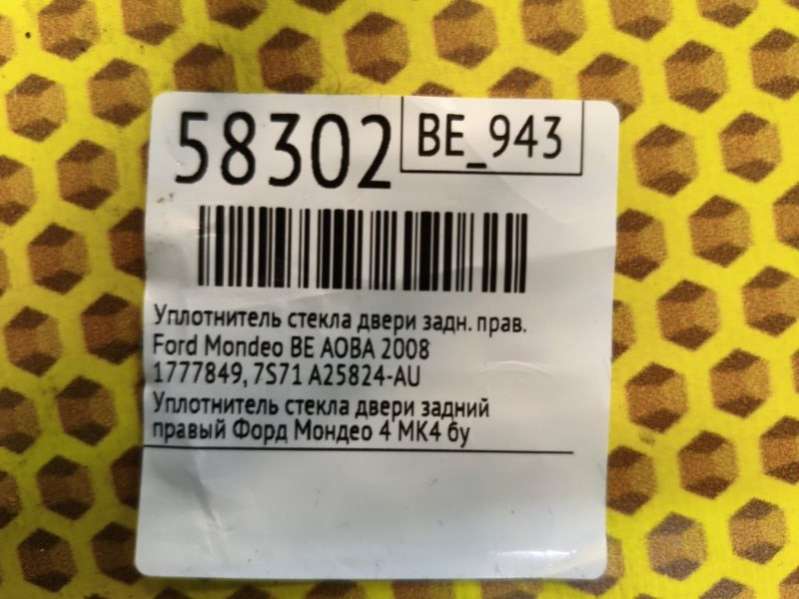 58302
BE_943
Уплотнитель стекла двери задн. прав.
Ford Mondeo BE AOBA 2008
1777849, 7S71 A25824-AU
Уплотнитель стекла двери задний
правый Форд Мондео 4 МК4 бу